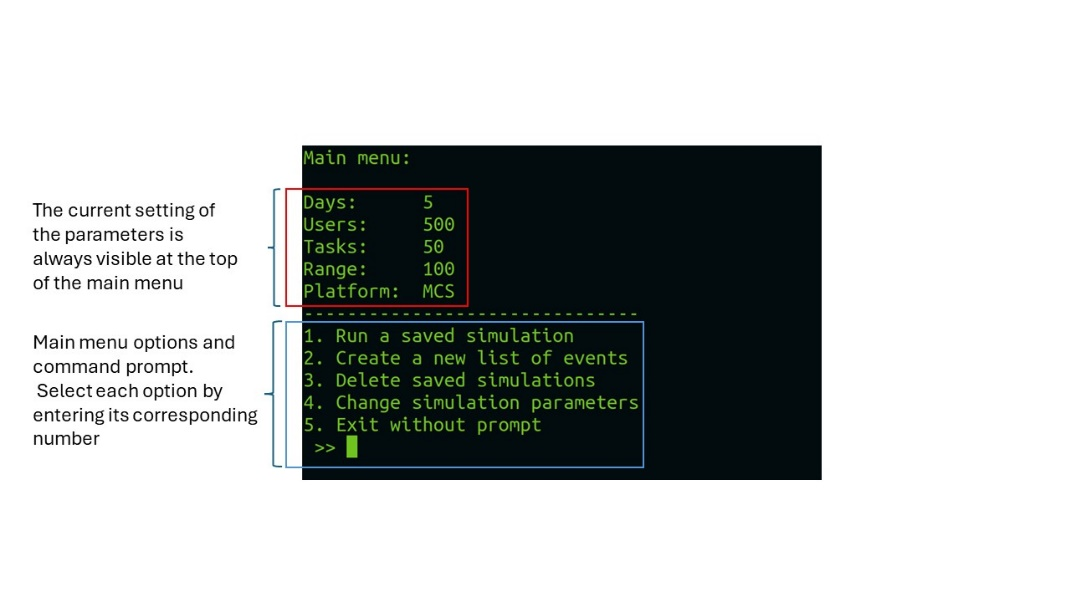 Main menu:
The current setting of
the parameters is
always visible at the top
of the main menu
Days: 5
Users: 500
Tasks: 50
Range: 100
Platform: MCS
-------------------------------
Main menu options and
command prompt.
Select each option by
entering its corresponding
number
1. Run a saved simulation
2. Create a new list of events
3. Delete saved simulations
4. Change simulation parameters
5. Exit without prompt
>>